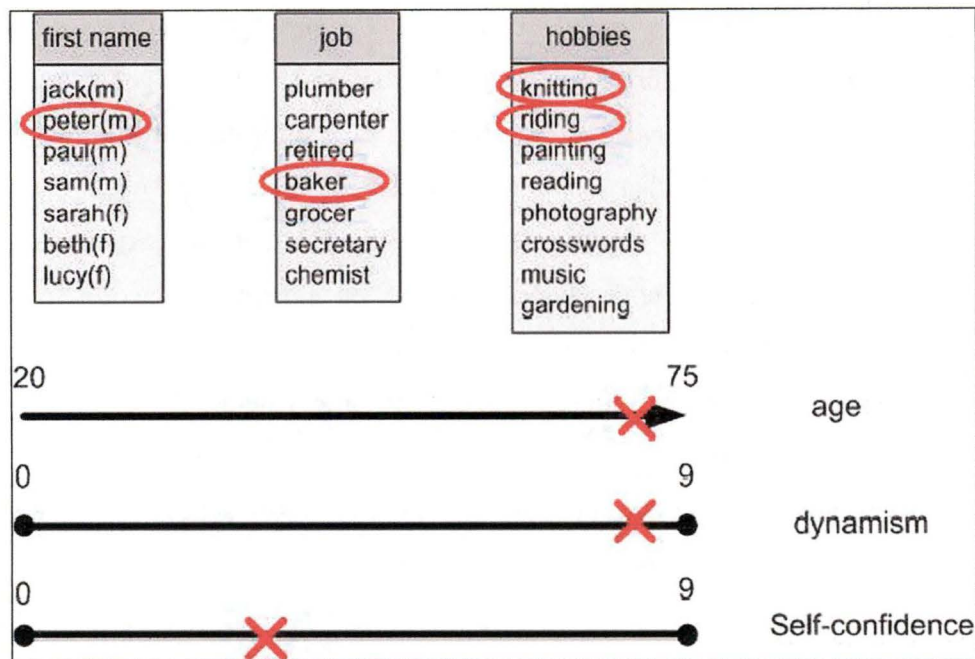 first name
job
hobbies
jack(m)
peter(m)
paul(m)
sam(m)
sarah(f)
beth(f)
lucy(f)
plumber
carpenter
retired
baker
grocer
secretary
chemist
knitting
riding
painting
reading
photography
crosswords
music
gardening
20
75
age
0
9
dynamism
0
9
Self-confidence